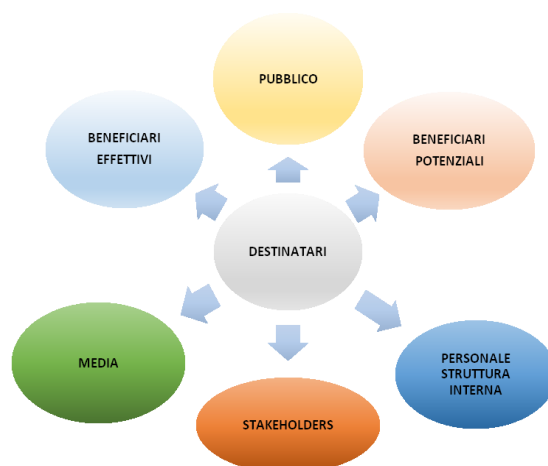 PUBBLICO
BENEFICIARI
EFFETTIVI
BENEFICIARI
POTENZIALI
DESTINATARI
MEDIA
PERSONALE
STRUTTURA
INTERNA
STAKEHOLDERS